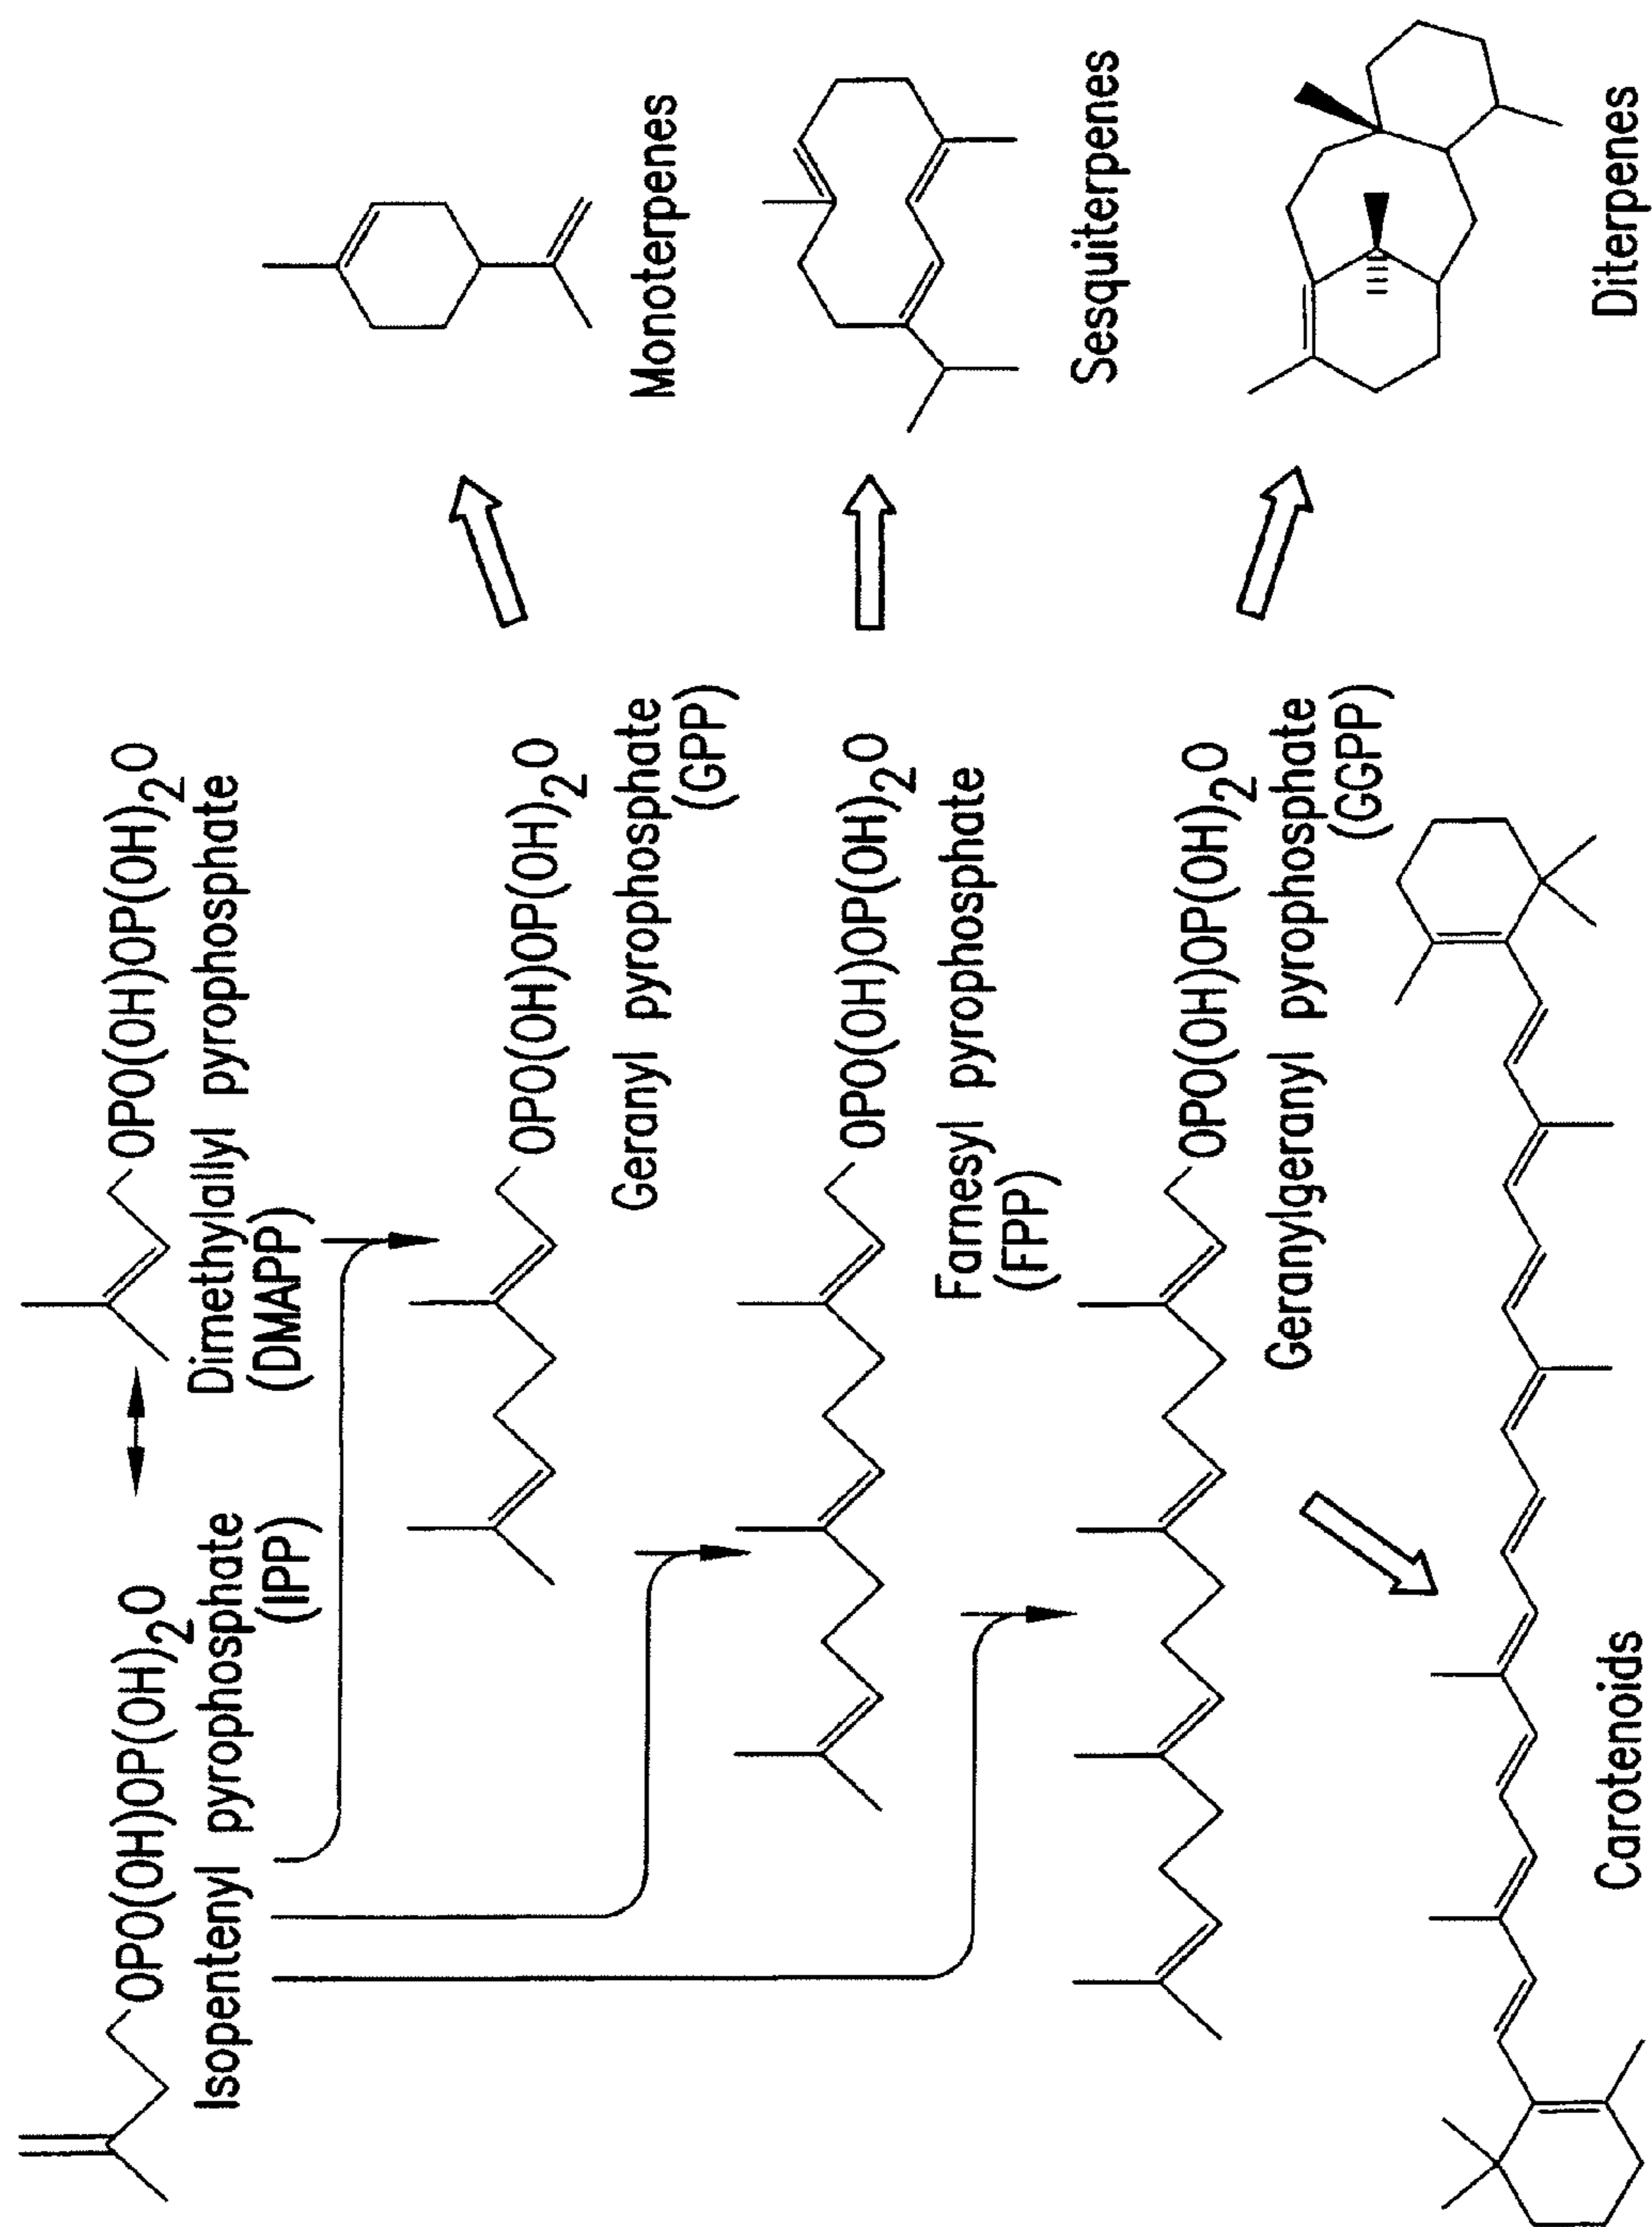 OPO(OH)OP(OH)2O
Isopentenyl pyrophosphate
(IPP)
OPO(OH)OP(OH)2O
Dimethylallyl pyrophosphate
(DMAPP)
OPO(OH)OP(OH)2O
Geranyl pyrophosphate
(GPP)
Monoterpenes
OPO(OH)OP(OH)2O
Farnesyl pyrophosphate
(FPP)
Sesquiterpenes
OPO(OH)OP(OH)2O
Geranylgeranyl pyrophosphate
(GGPP)
Diterpenes
Carotenoids